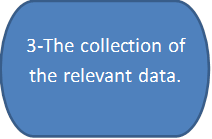 3-The collection of
the relevant data.